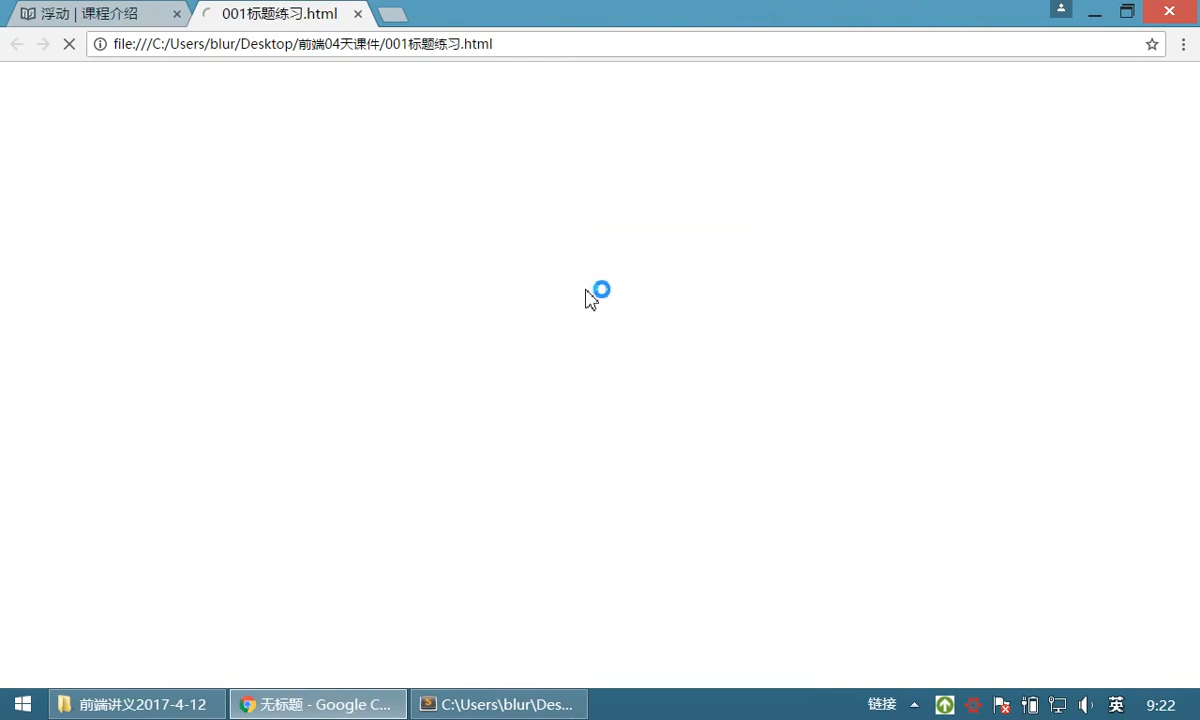 浮动 | 课程介绍
001标题练习.html
file:///C:/Users/blur/Desktop/前端04天课件/001标题练习.html
前端讲义2017-4-12
无标题 - Google C...
C:\Users\blur\Des...
链接
英
9:22